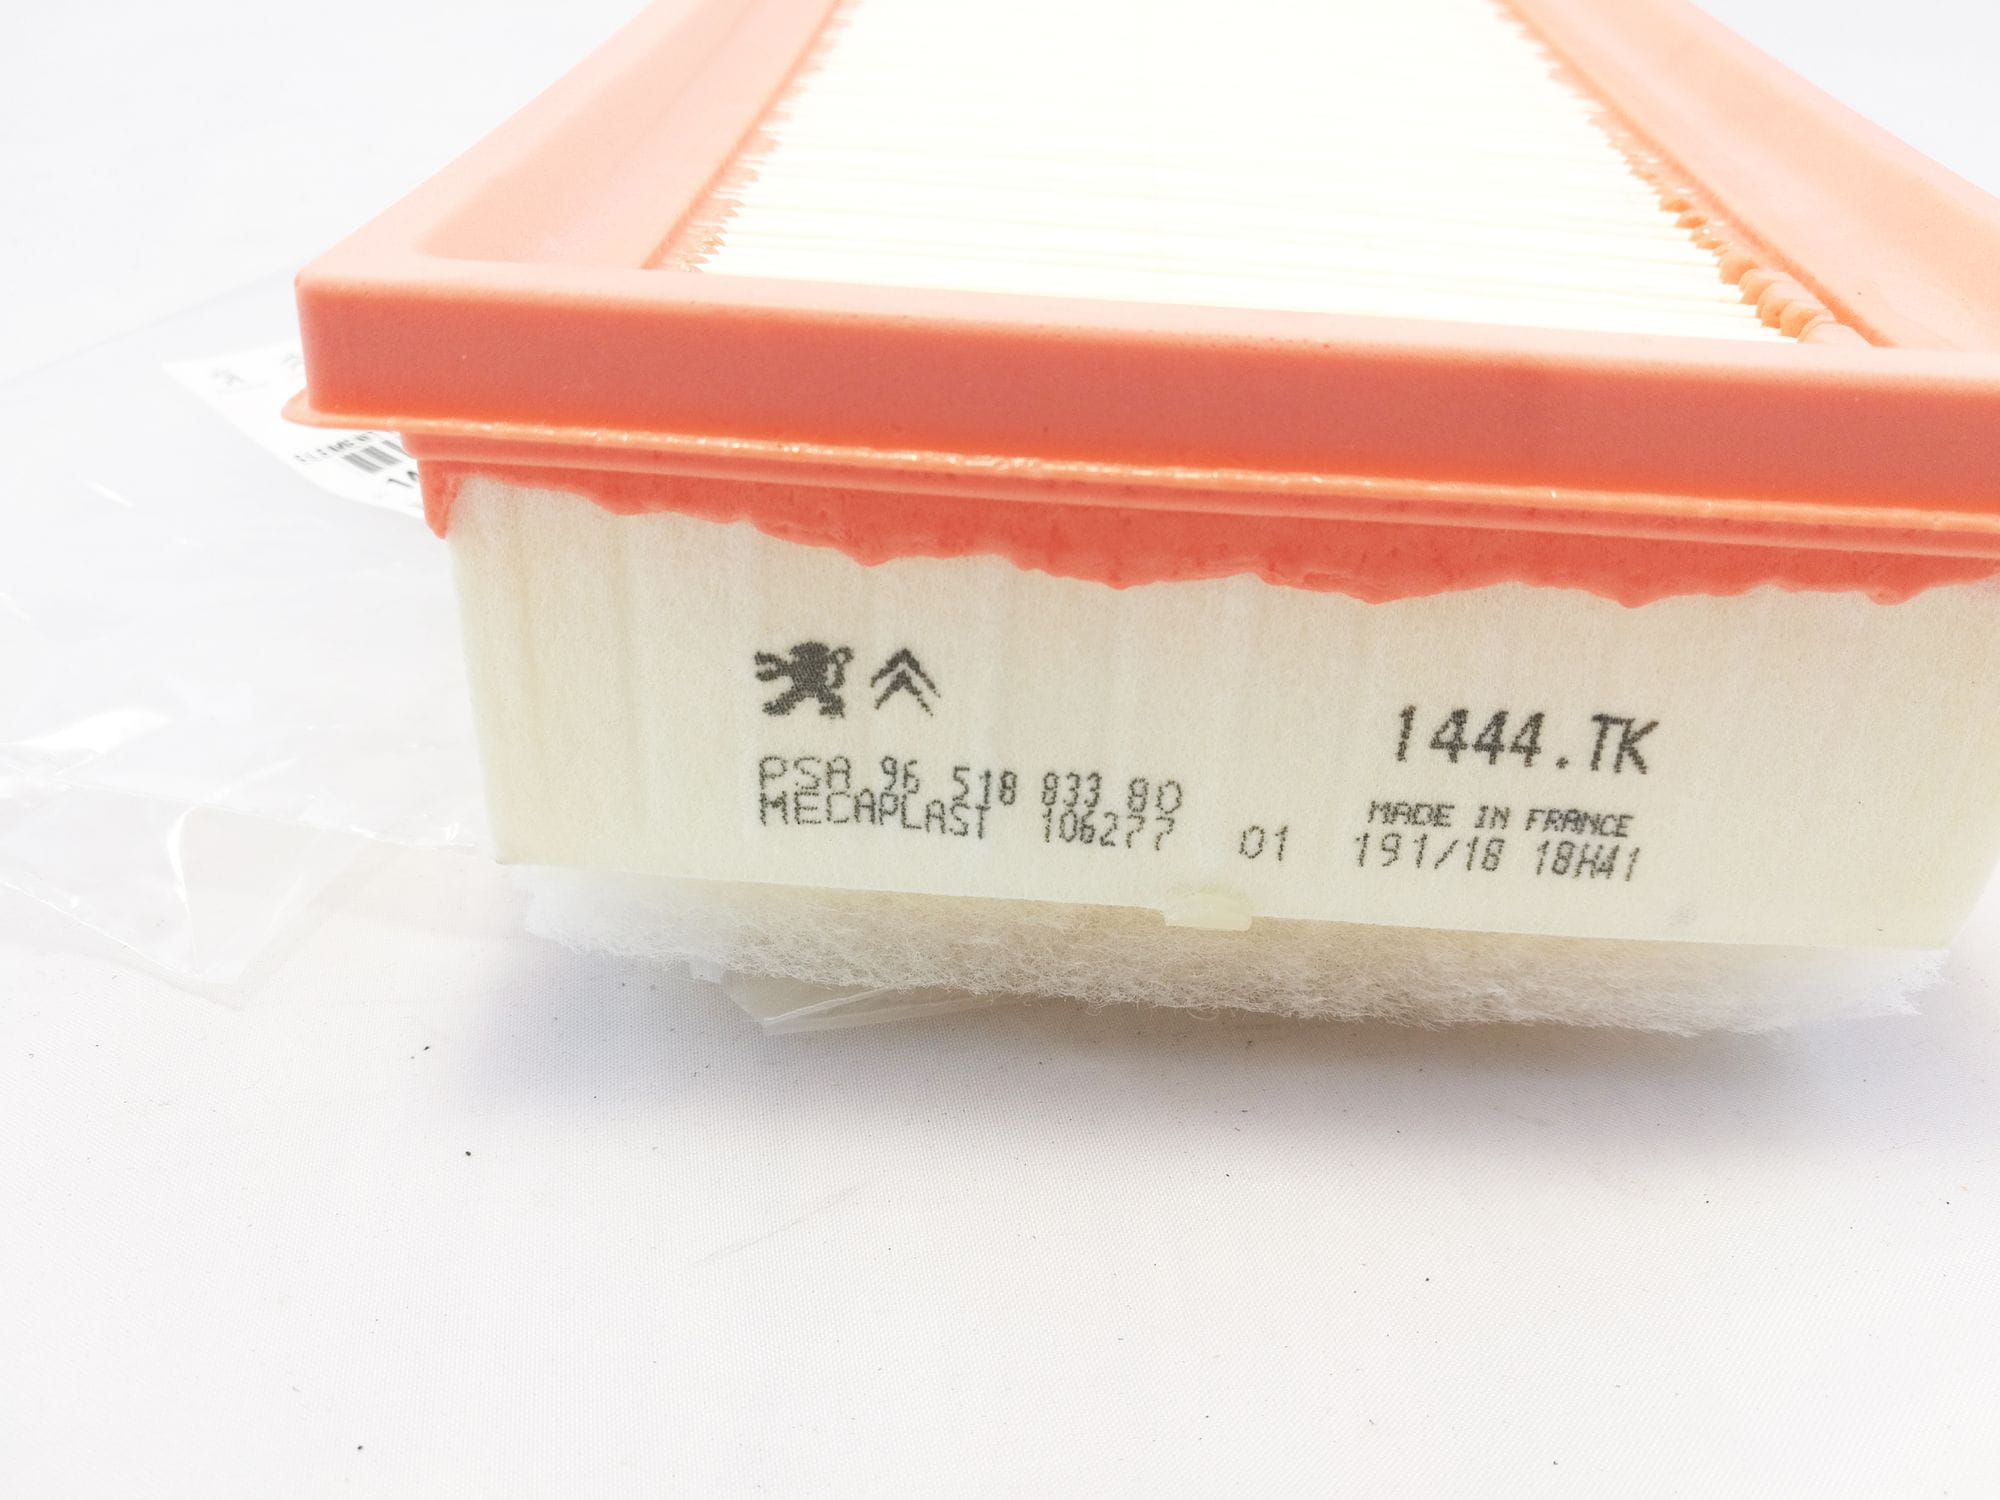 1444.TK
PSA 96 518 833 80
MECAPLAST 106277 01
MADE IN FRANCE
191/18 18H41